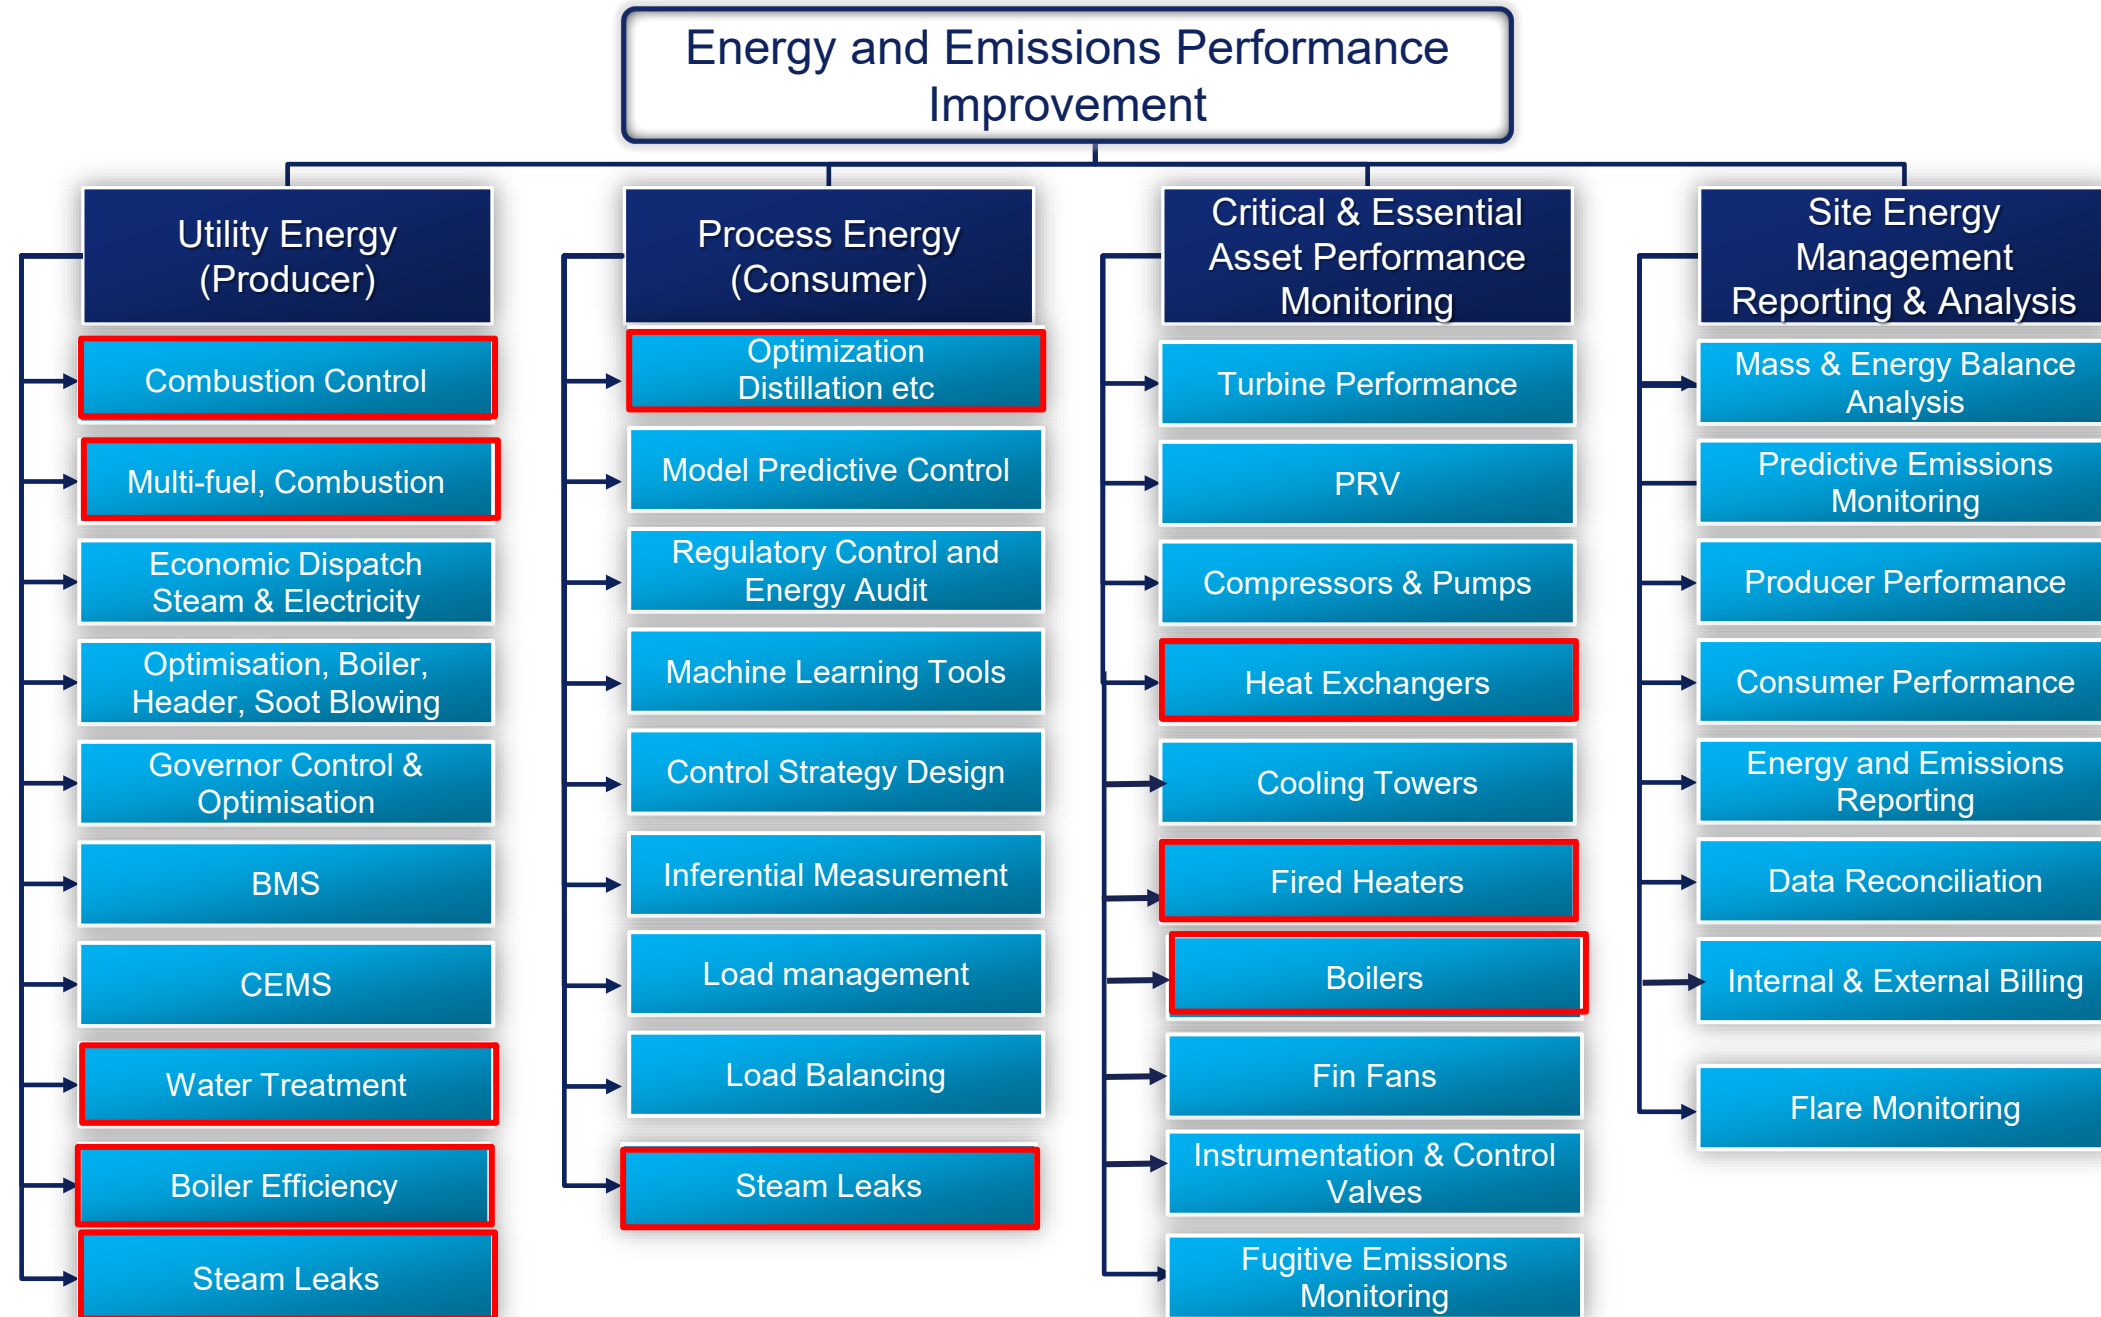 Energy and Emissions Performance
Improvement
Utility Energy
(Producer)
Combustion Control
Multi-fuel, Combustion
Economic Dispatch
Steam & Electricity
Optimisation, Boiler,
Header, Soot Blowing
Governor Control &
Optimisation
BMS
CEMS
Water Treatment
Boiler Efficiency
Steam Leaks
Process Energy
(Consumer)
Optimization
Distillation etc
Model Predictive Control
Regulatory Control and
Energy Audit
Machine Learning Tools
Control Strategy Design
Inferential Measurement
Load management
Load Balancing
Steam Leaks
Critical & Essential
Asset Performance
Monitoring
Turbine Performance
PRV
Compressors & Pumps
Heat Exchangers
Cooling Towers
Fired Heaters
Boilers
Fin Fans
Instrumentation & Control
Valves
Fugitive Emissions
Monitoring
Site Energy
Management
Reporting & Analysis
Mass & Energy Balance
Analysis
Predictive Emissions
Monitoring
Producer Performance
Consumer Performance
Energy and Emissions
Reporting
Data Reconciliation
Internal & External Billing
Flare Monitoring